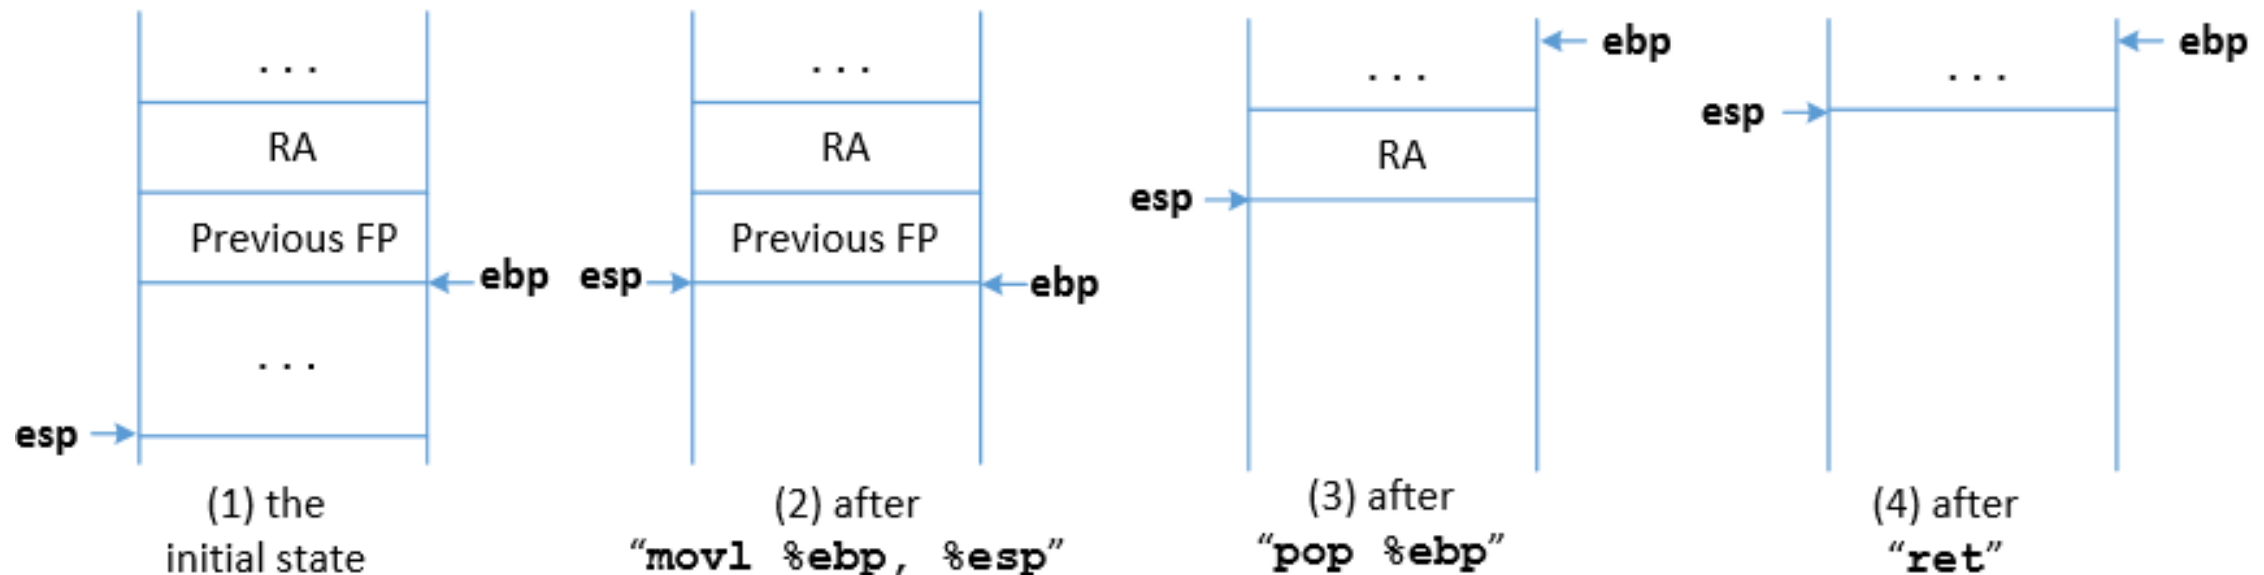 . . .
RA
Previous FP
ebp
. . .
esp
(1) the
initial state
. . .
RA
Previous FP
esp
ebp
(2) after
“movl %ebp, %esp”
ebp
. . .
RA
esp
(3) after
“pop %ebp”
ebp
. . .
esp
(4) after
“ret”